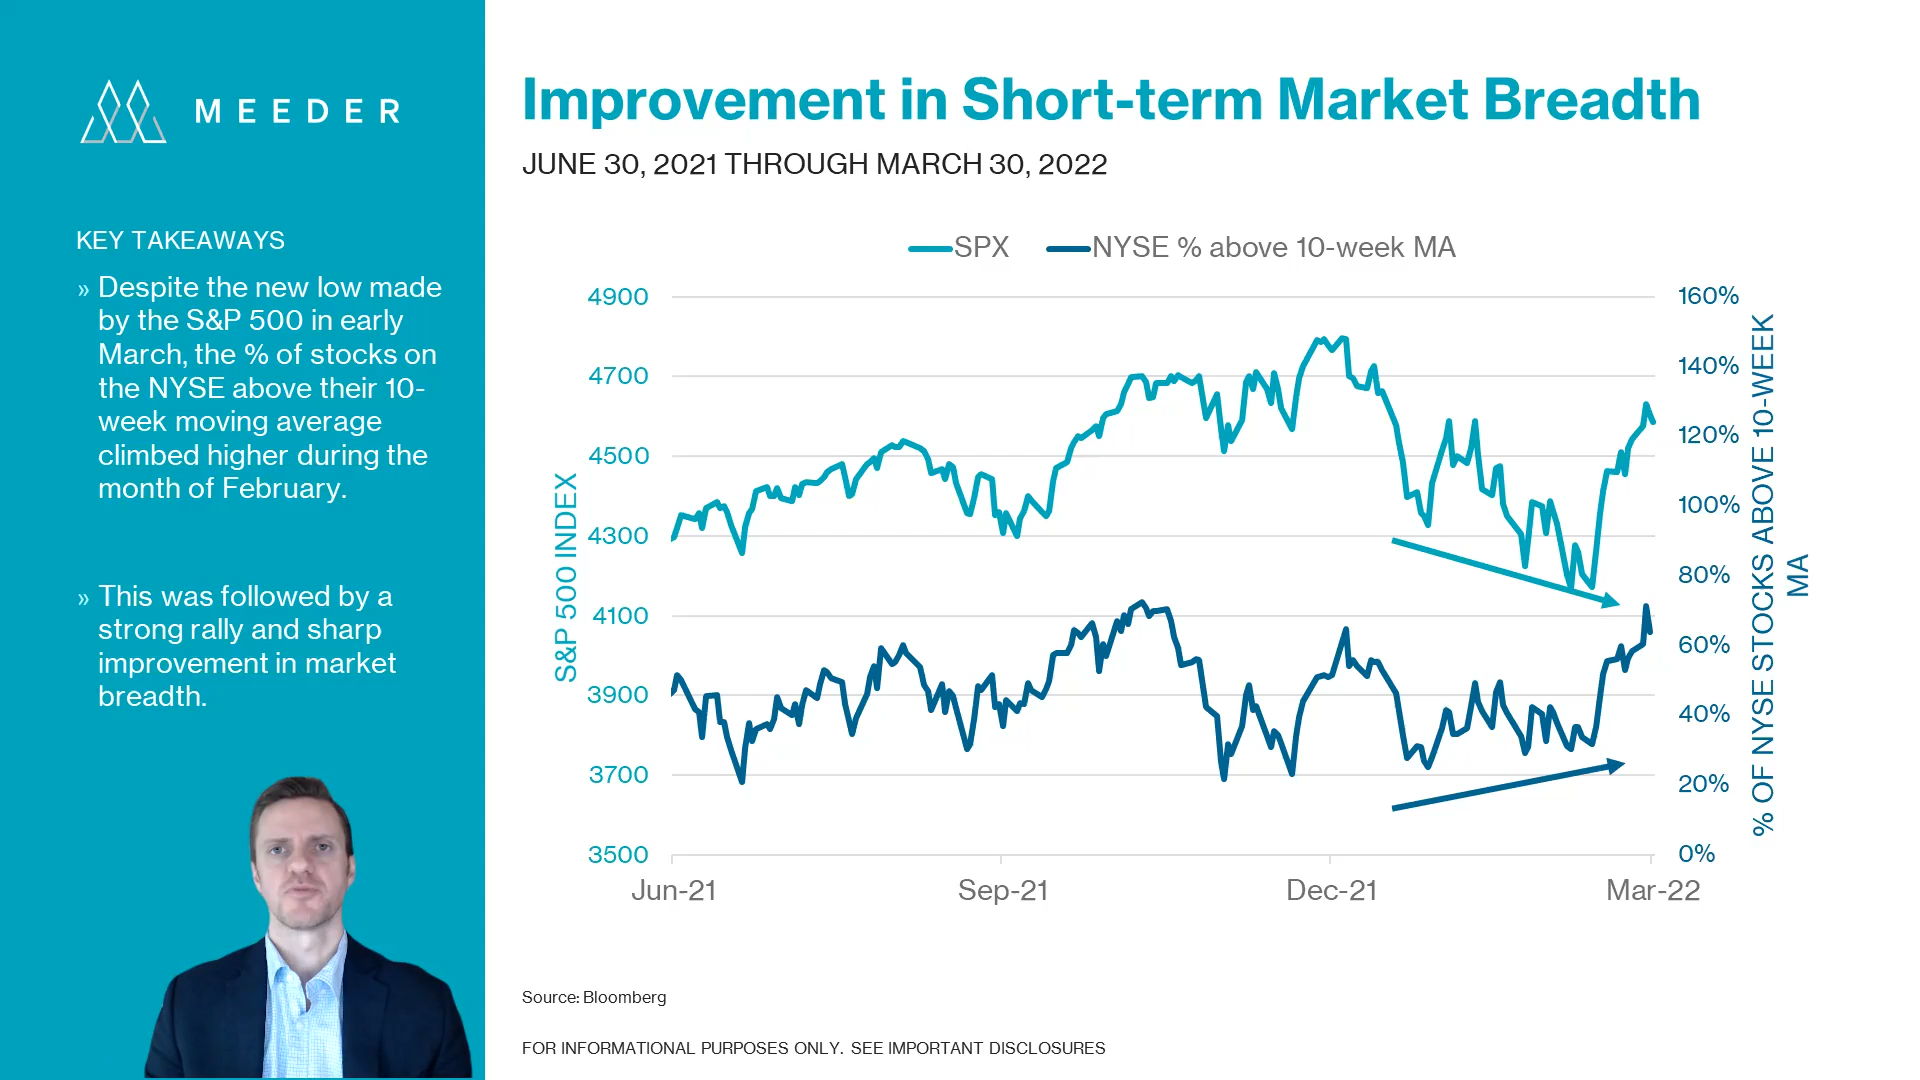 MEEDER
KEY TAKEAWAYS
» Despite the new low made
by the S&P 500 in early
March, the % of stocks on
the NYSE above their 10-
week moving average
climbed higher during the
month of February.
» This was followed by a
strong rally and sharp
improvement in market
breadth.
Improvement in Short-term Market Breadth
JUNE 30, 2021 THROUGH MARCH 30, 2022
SPX
NYSE % above 10-week MA
S&P 500 INDEX
4900
4700
4500
4300
4100
3900
3700
3500
160%
140%
120%
100%
80%
60%
40%
20%
0%
% OF NYSE STOCKS ABOVE 10-WEEK
MA
Jun-21
Sep-21
Dec-21
Mar-22
Source: Bloomberg
FOR INFORMATIONAL PURPOSES ONLY. SEE IMPORTANT DISCLOSURES